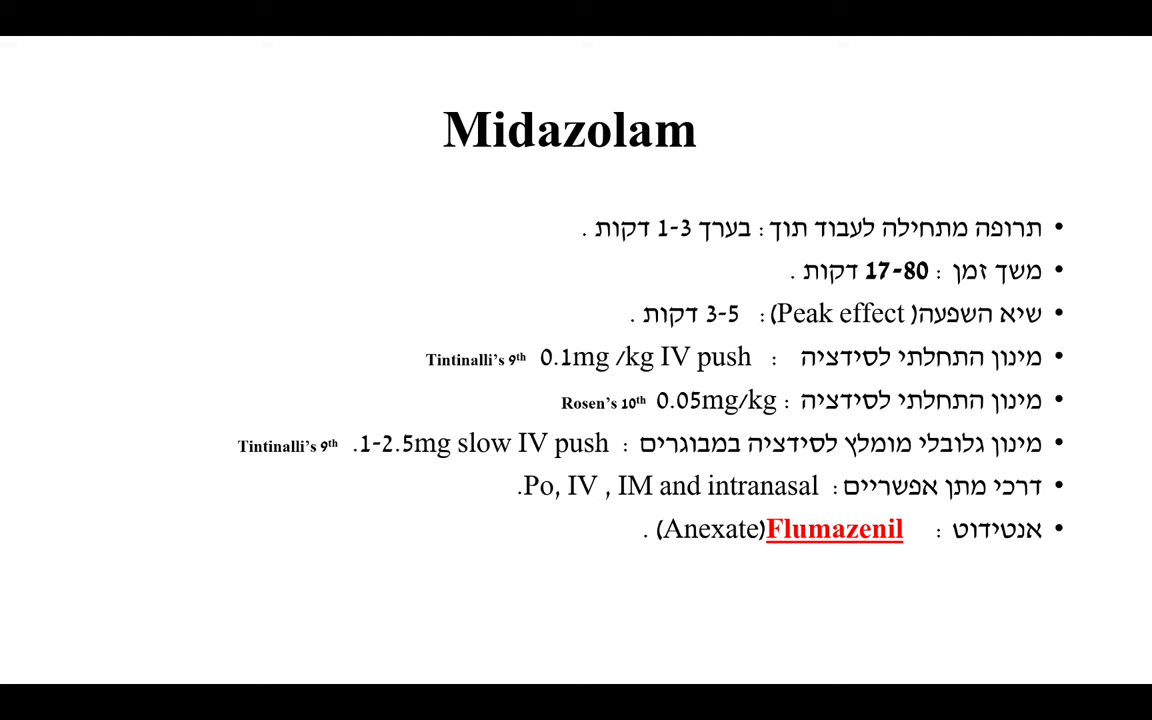 Midazolam
• תרופה מתחילה לעבוד תוך : בערך 1-3 דקות .
• משך זמן : 17-80 דקות .
• שיא השפעה( Peak effect) : 3-5 דקות .
• מינון התחלתי לסידציה : 0.1mg /kg IV push Tintinalli's 9th
• מינון התחלתי לסידציה : 0.05mg/kg Rosen's 10th
• מינון גלובלי מומלץ לסידציה במבוגרים : 1-2.5mg slow IV push. Tintinalli's 9th
• דרכי מתן אפשריים : Po, IV , IM and intranasal.
• אנטידוט : Flumazenil(Anexate) .